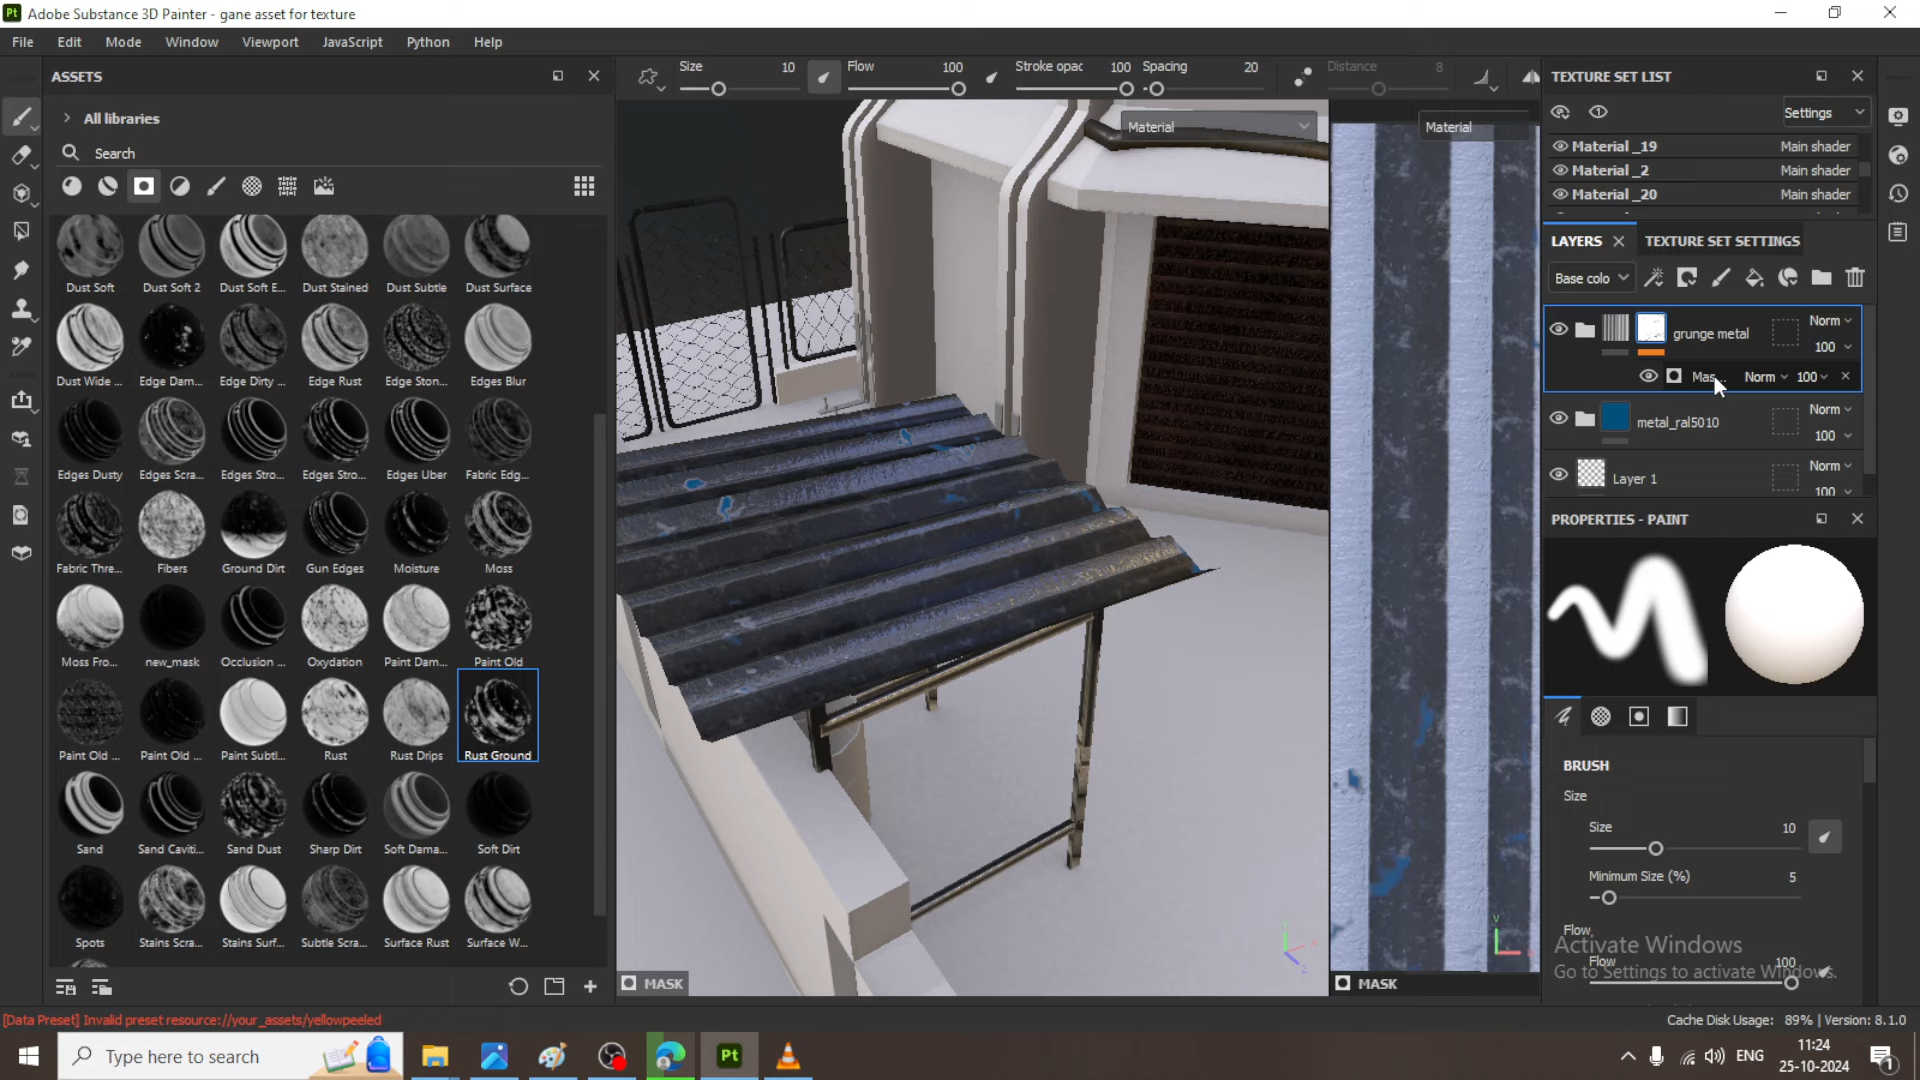 Adobe Substance 3D Painter - gane asset for texture
File Edit Mode Window Viewport JavaScript Python Help
ASSETS
All libraries
Search
Dust Soft Dust Soft 2 Dust Soft E... Dust Stained Dust Subtle Dust Surface
Dust Wide ... Edge Dam... Edge Dirty ... Edge Rust Edge Ston... Edges Blur
Edges Dusty Edges Scra... Edges Stro... Edges Stro... Edges Uber Fabric Edg...
Fabric Thre... Fibers Ground Dirt Gun Edges Moisture Moss
Moss Fro... new_mask Occlusion ... Oxydation Paint Dam... Paint Old
Paint Old ... Paint Old ... Paint Subtl... Rust Rust Drips Rust Ground
Sand Sand Caviti... Sand Dust Sharp Dirt Soft Dama... Soft Dirt
Spots Stains Scra... Stains Surf... Subtle Scra... Surface Rust Surface W...
Size 10 Flow 100 Stroke opac 100 Spacing 20 Distance 8
Material
Material
MASK
MASK
TEXTURE SET LIST
Settings
Material _19 Main shader
Material _2 Main shader
Material _20 Main shader
LAYERS TEXTURE SET SETTINGS
Base colo
grunge metal Norm
100
Mas... Norm 100
metal_ral5010 Norm
100
Layer 1 Norm
100
PROPERTIES - PAINT
BRUSH
Size
Size 10
Minimum Size (%) 5
Flow
Flow 100
Activate Windows
Go to Settings to activate Windows.
[Data Preset] Invalid preset resource://your_assets/yellowpeeled
Cache Disk Usage: 89% | Version: 8.1.0
Type here to search
Pt
ENG
11:24
25-10-2024
1